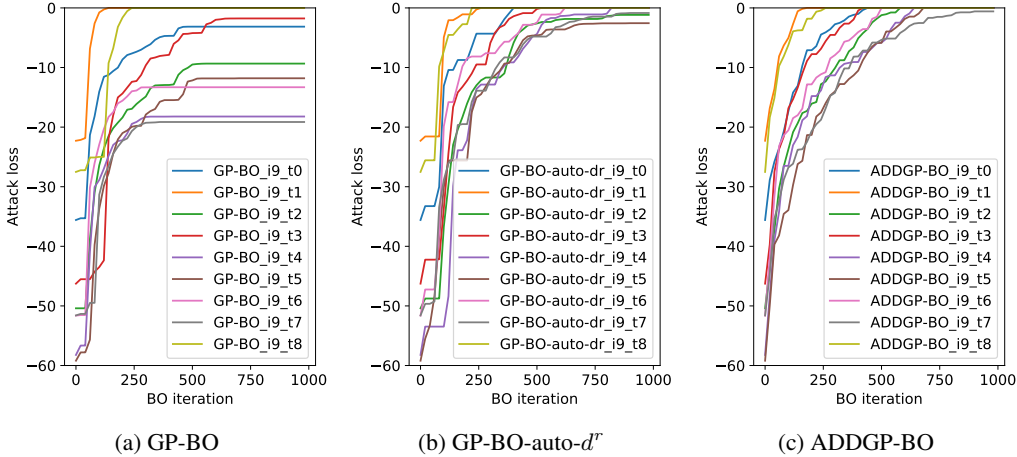 0
−10
−20
−30
−40
−50
−60
Attack loss
GP-BO_i9_t0
GP-BO_i9_t1
GP-BO_i9_t2
GP-BO_i9_t3
GP-BO_i9_t4
GP-BO_i9_t5
GP-BO_i9_t6
GP-BO_i9_t7
GP-BO_i9_t8
0 250 500 750 1000
BO iteration
(a) GP-BO
0
−10
−20
−30
−40
−50
−60
Attack loss
GP-BO-auto-dr_i9_t0
GP-BO-auto-dr_i9_t1
GP-BO-auto-dr_i9_t2
GP-BO-auto-dr_i9_t3
GP-BO-auto-dr_i9_t4
GP-BO-auto-dr_i9_t5
GP-BO-auto-dr_i9_t6
GP-BO-auto-dr_i9_t7
GP-BO-auto-dr_i9_t8
0 250 500 750 1000
BO iteration
(b) GP-BO-auto-dʳ
0
−10
−20
−30
−40
−50
−60
Attack loss
ADDGP-BO_i9_t0
ADDGP-BO_i9_t1
ADDGP-BO_i9_t2
ADDGP-BO_i9_t3
ADDGP-BO_i9_t4
ADDGP-BO_i9_t5
ADDGP-BO_i9_t6
ADDGP-BO_i9_t7
ADDGP-BO_i9_t8
0 250 500 750 1000
BO iteration
(c) ADDGP-BO